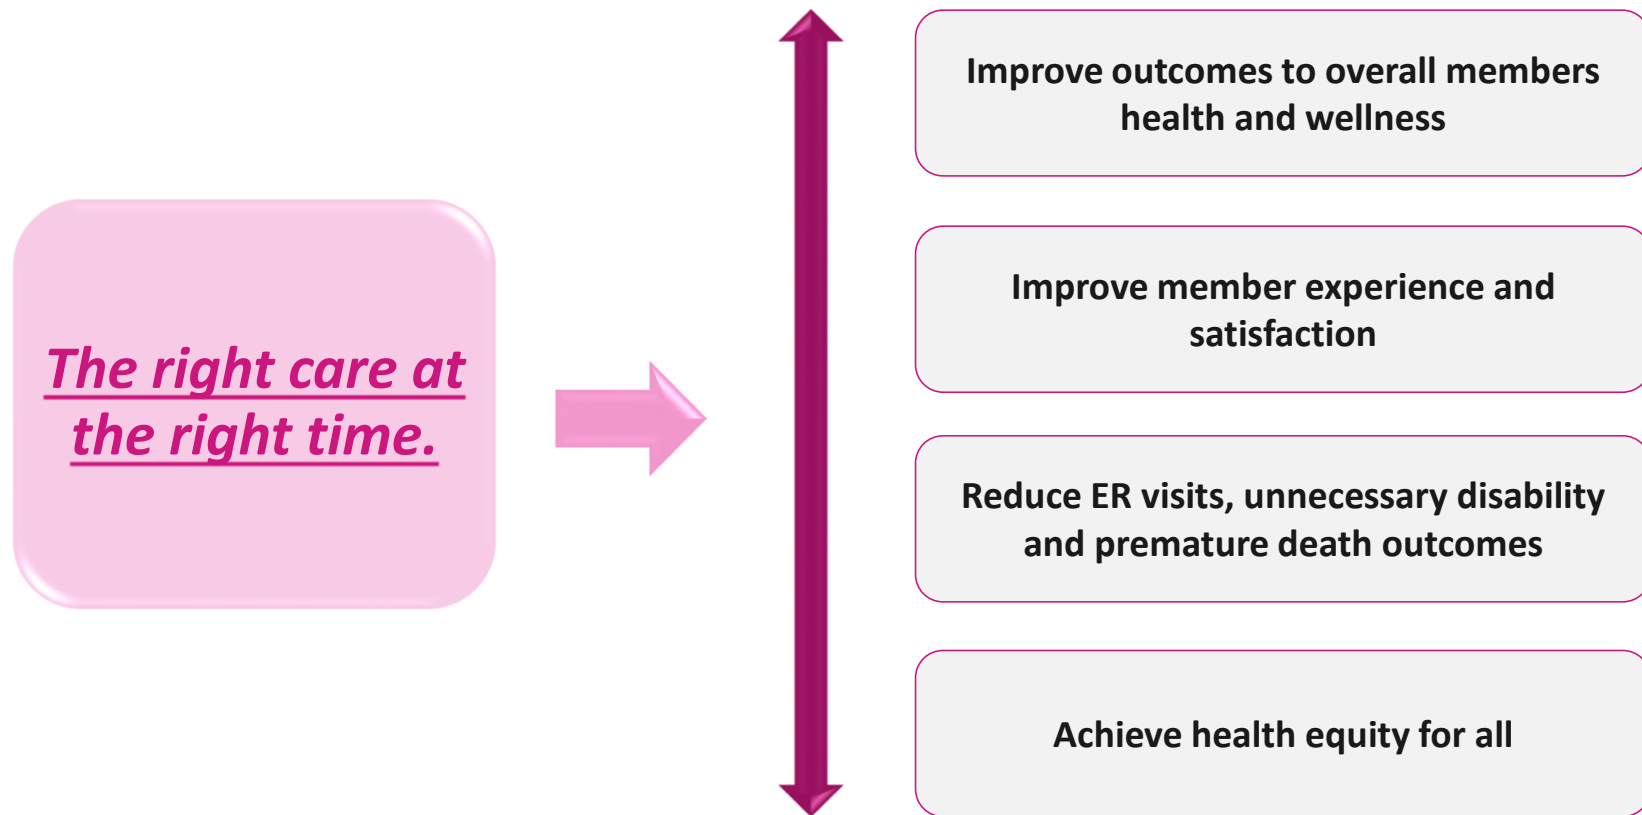 The right care at
the right time.
Improve outcomes to overall members
health and wellness
Improve member experience and
satisfaction
Reduce ER visits, unnecessary disability
and premature death outcomes
Achieve health equity for all